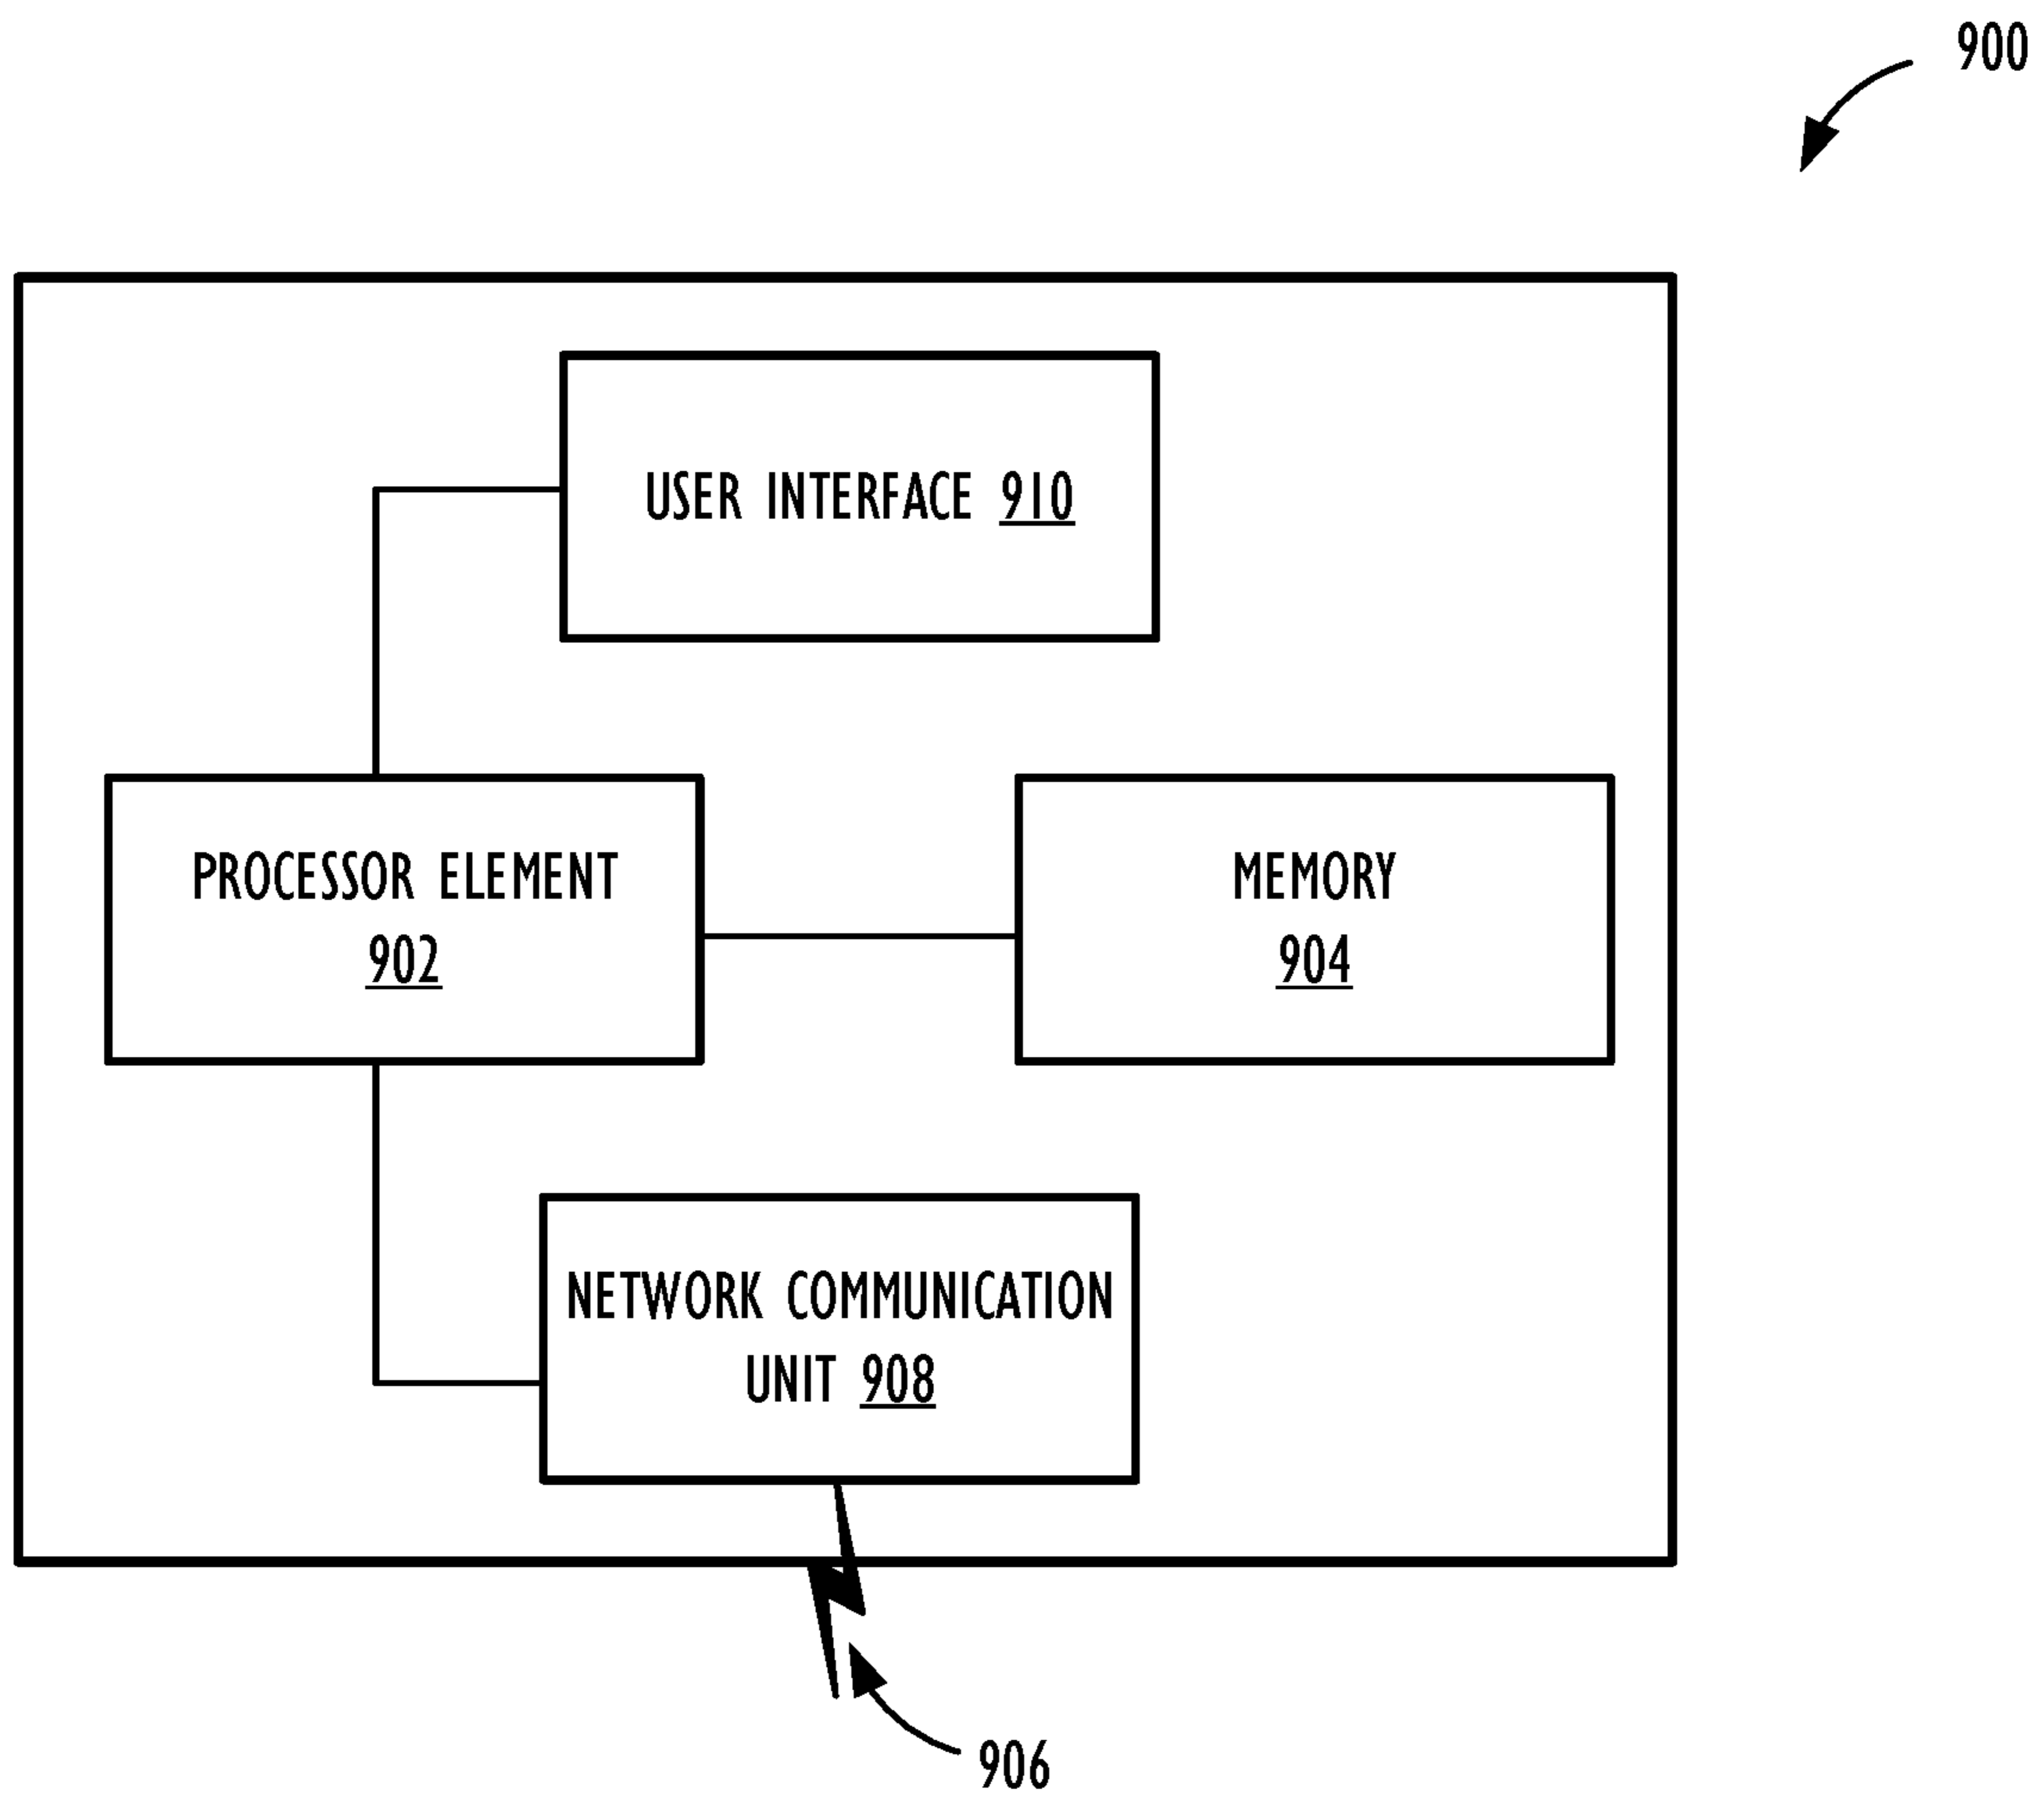 900
USER INTERFACE 910
PROCESSOR ELEMENT
902
MEMORY
904
NETWORK COMMUNICATION
UNIT 908
906